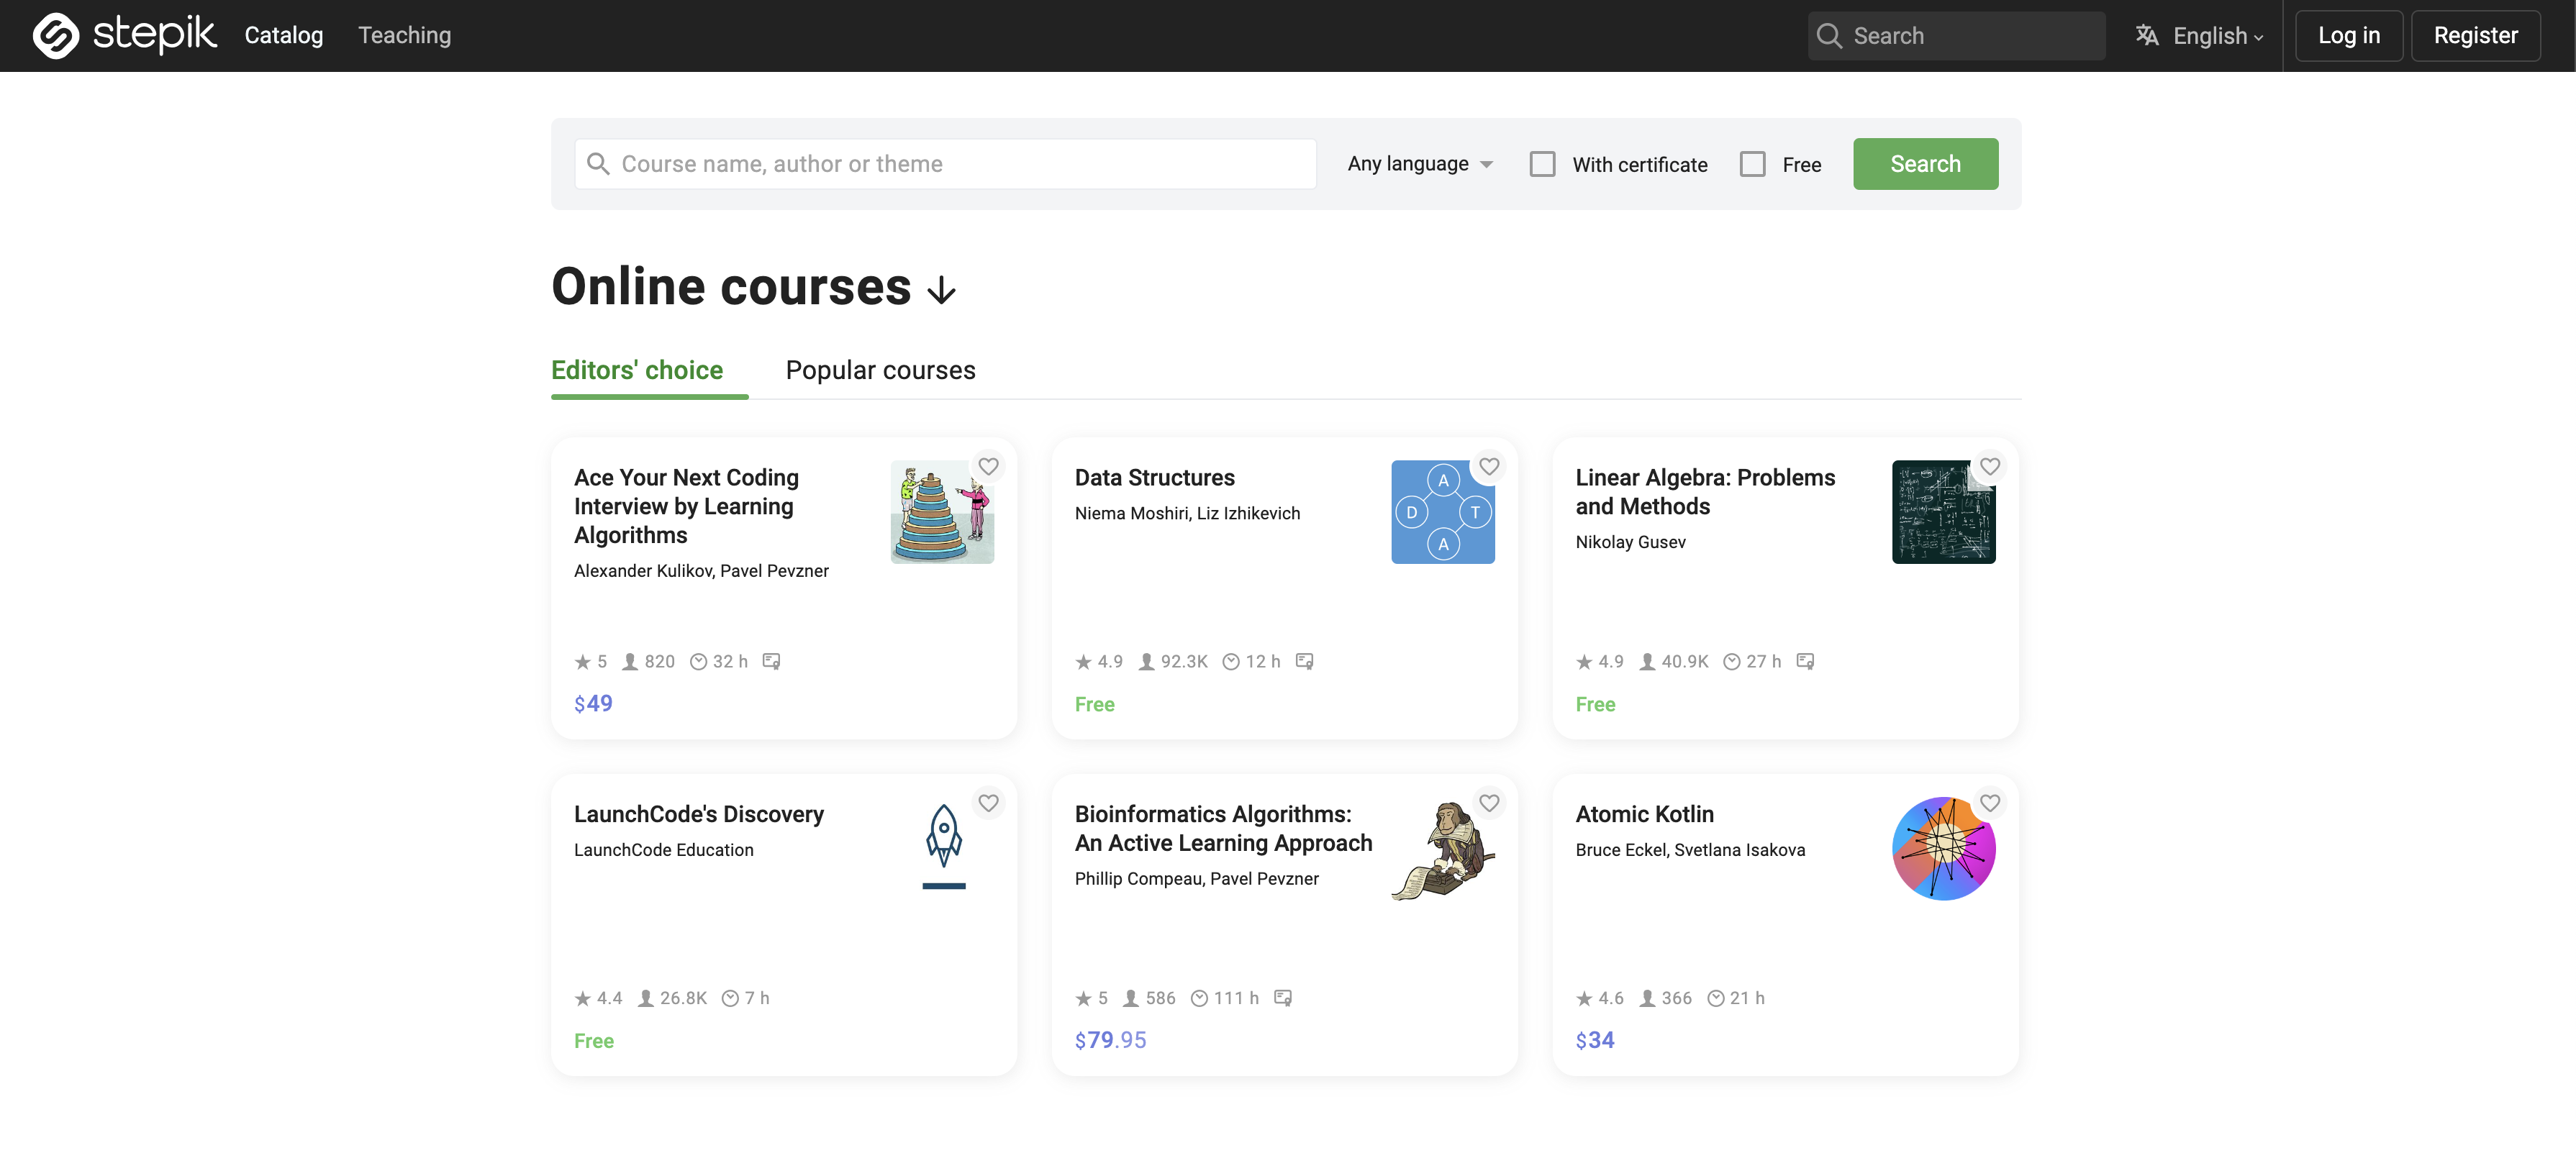 stepik Catalog Teaching Search English Log in Register
Course name, author or theme Any language With certificate Free Search
Online courses
Editors' choice Popular courses
Ace Your Next Coding
Interview by Learning
Algorithms
Alexander Kulikov, Pavel Pevzner
5 820 32 h
$49
Data Structures
Niema Moshiri, Liz Izhikevich
A
D T
A
4.9 92.3K 12 h
Free
Linear Algebra: Problems
and Methods
Nikolay Gusev
4.9 40.9K 27 h
Free
LaunchCode's Discovery
LaunchCode Education
4.4 26.8K 7 h
Free
Bioinformatics Algorithms:
An Active Learning Approach
Phillip Compeau, Pavel Pevzner
5 586 111 h
$79.95
Atomic Kotlin
Bruce Eckel, Svetlana Isakova
4.6 366 21 h
$34